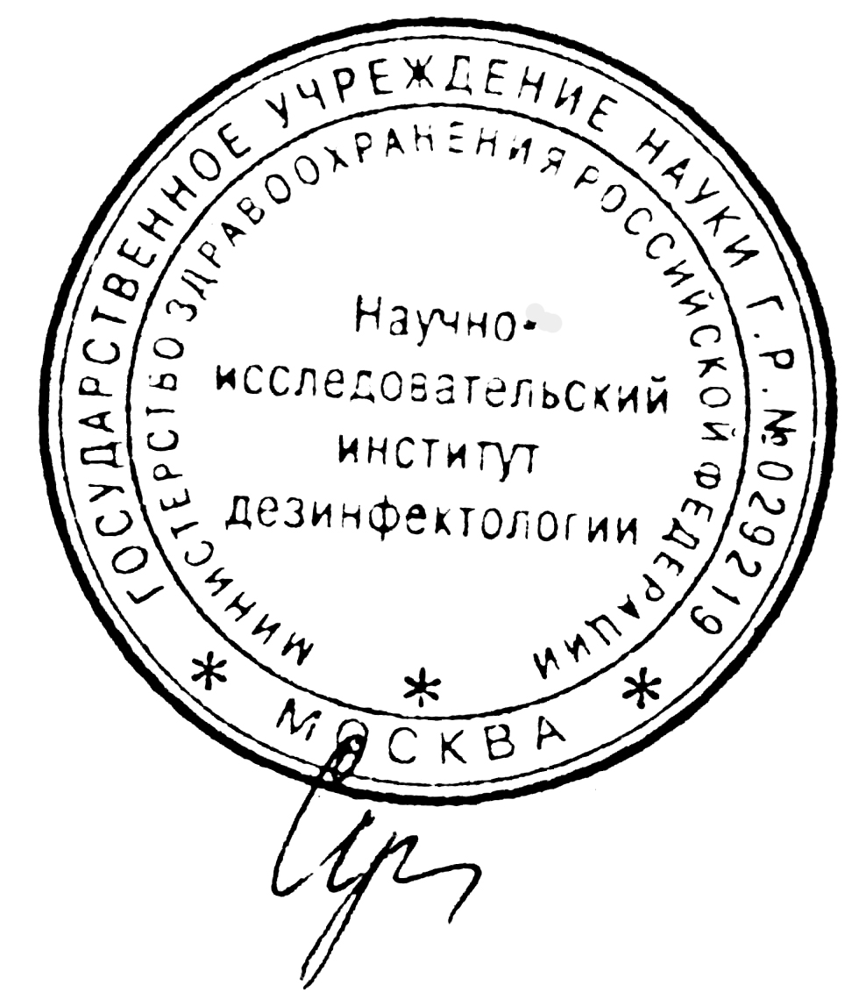 ГОСУДАРСТВЕННОЕ УЧРЕЖДЕНИЕ НАУКИ Г.Р.№029219
* МОСКВА *
МИНИСТЕРСТВО ЗДРАВООХРАНЕНИЯ РОССИЙСКОЙ ФЕДЕРАЦИИ
*
Научно-
исследовательский
институт
дезинфектологии